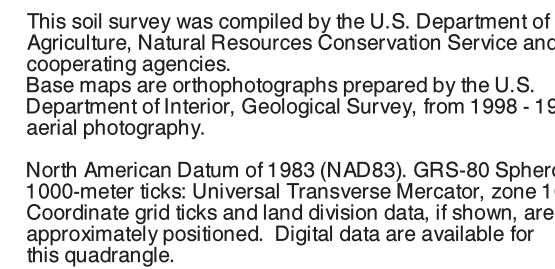 This soil survey was compiled by the U.S. Department of
Agriculture, Natural Resources Conservation Service and
cooperating agencies.
Base maps are orthophotographs prepared by the U.S.
Department of Interior, Geological Survey, from 1998 - 19
aerial photography.

North American Datum of 1983 (NAD83). GRS-80 Sphero
1000-meter ticks: Universal Transverse Mercator, zone 1
Coordinate grid ticks and land division data, if shown, are
approximately positioned.  Digital data are available for
this quadrangle.